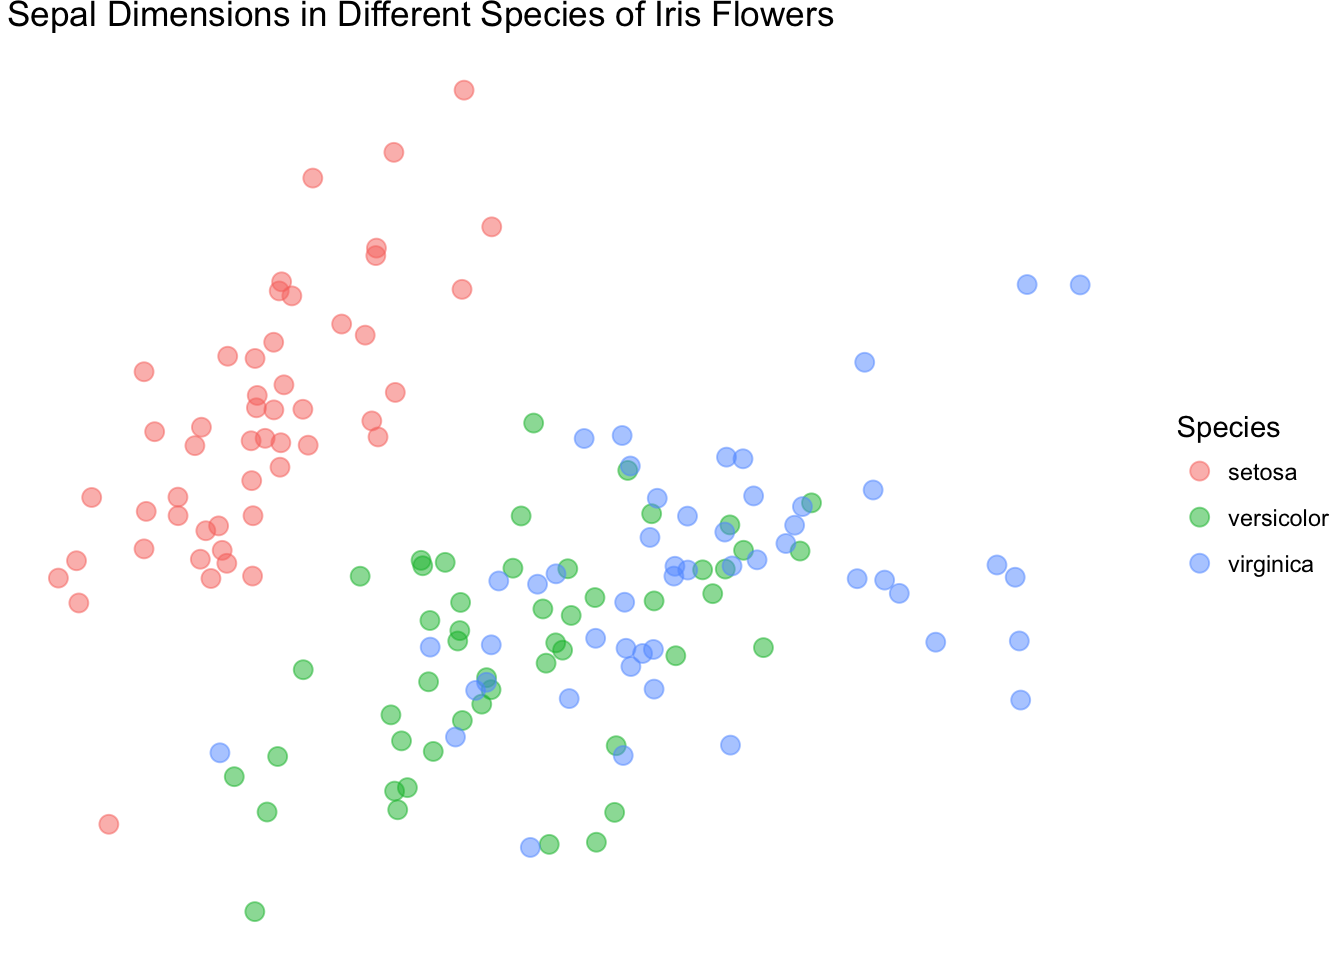 Sepal Dimensions in Different Species of Iris Flowers
Species
setosa
versicolor
virginica